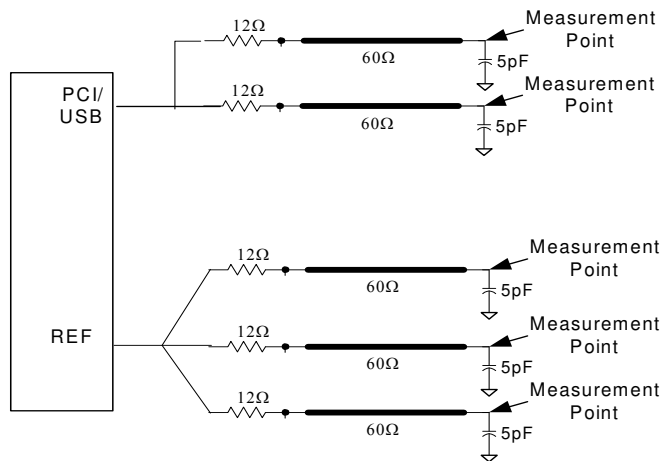 12Ω
Measurement
Point
60Ω
5pF
PCI/
USB
12Ω
Measurement
Point
60Ω
5pF
12Ω
Measurement
Point
60Ω
5pF
REF
12Ω
Measurement
Point
60Ω
5pF
12Ω
Measurement
Point
60Ω
5pF